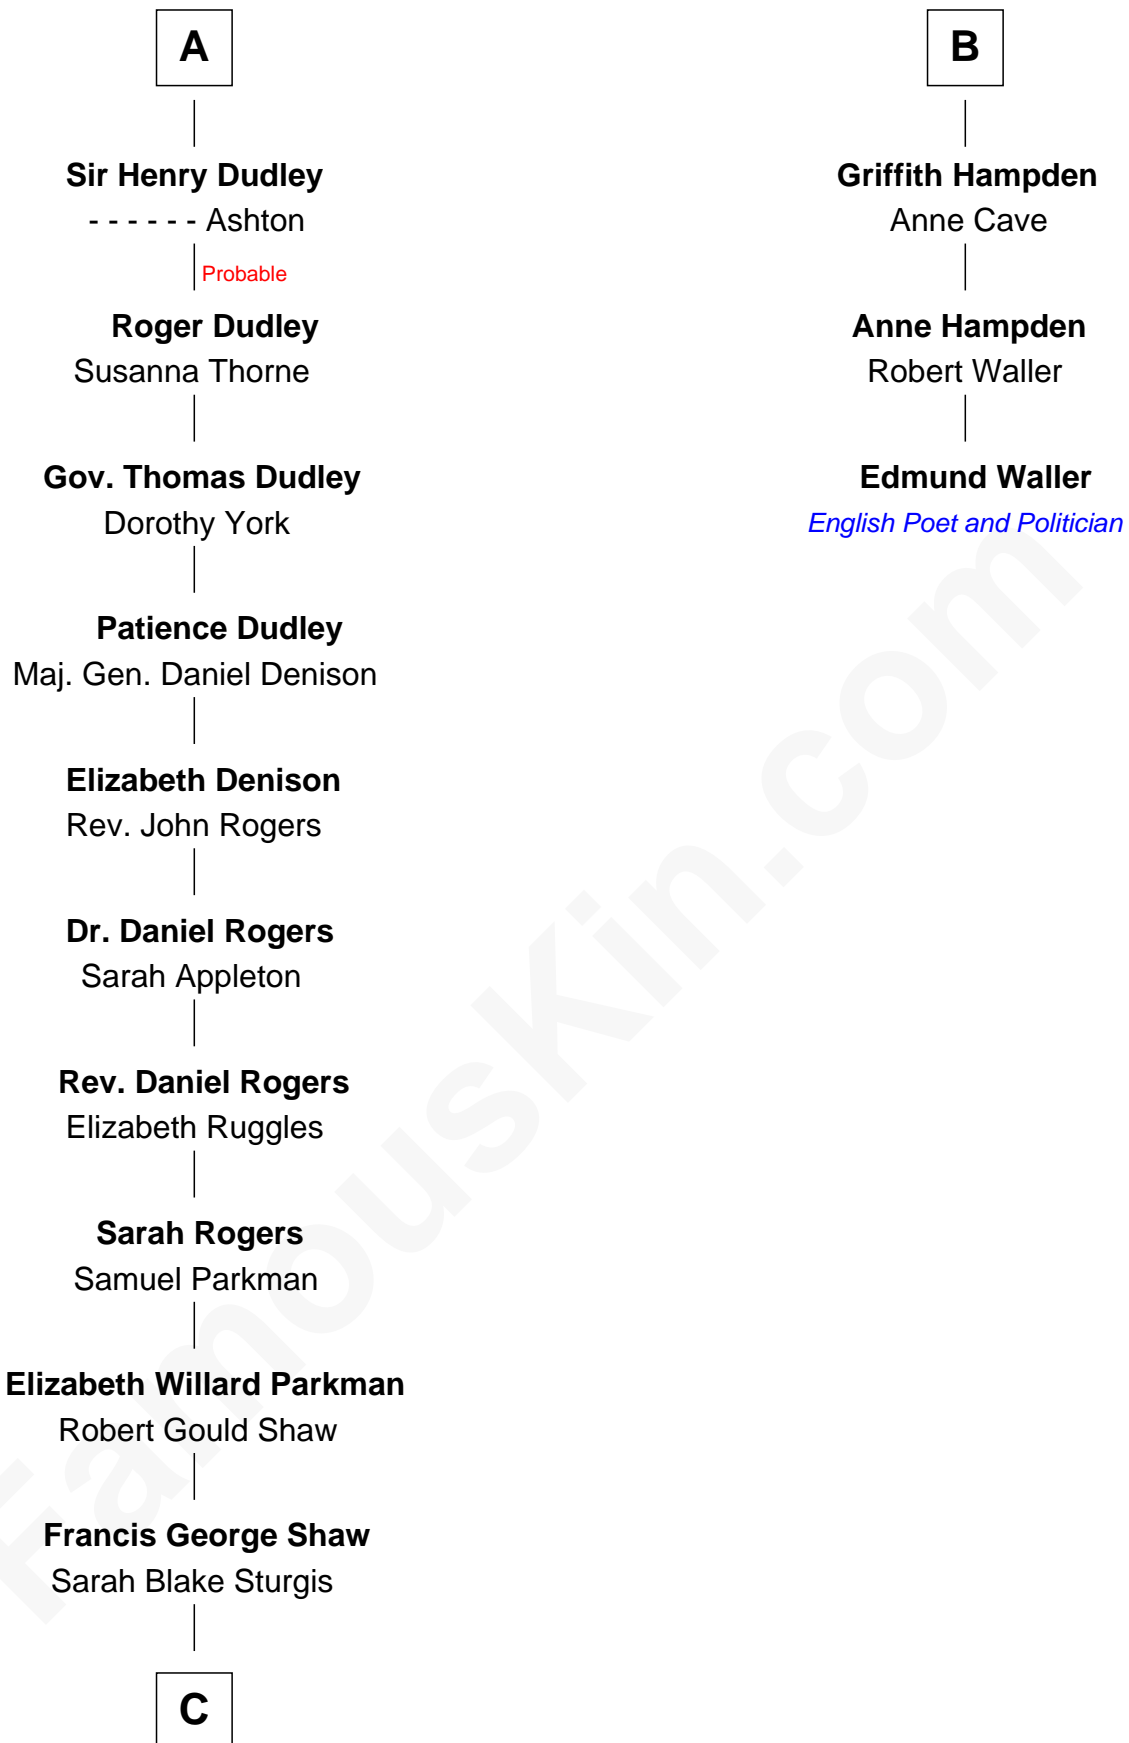 A
Sir Henry Dudley
- - - - - - Ashton
Probable
Roger Dudley
Susanna Thorne
Gov. Thomas Dudley
Dorothy York
Patience Dudley
Maj. Gen. Daniel Denison
Elizabeth Denison
Rev. John Rogers
Dr. Daniel Rogers
Sarah Appleton
Rev. Daniel Rogers
Elizabeth Ruggles
Sarah Rogers
Samuel Parkman
Elizabeth Willard Parkman
Robert Gould Shaw
Francis George Shaw
Sarah Blake Sturgis
C
B
Griffith Hampden
Anne Cave
Anne Hampden
Robert Waller
Edmund Waller
English Poet and Politician
FamousKin.com